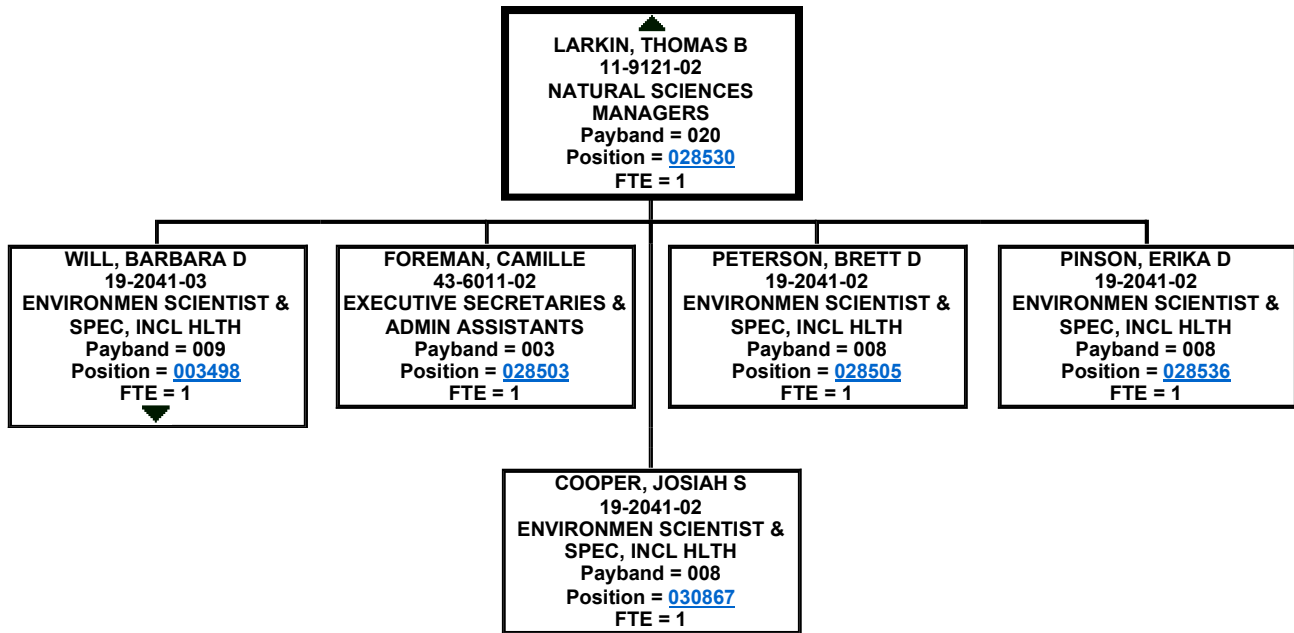 LARKIN, THOMAS B
11-9121-02
NATURAL SCIENCES
MANAGERS
Payband = 020
Position = 028530
FTE = 1
WILL, BARBARA D
19-2041-03
ENVIRONMEN SCIENTIST &
SPEC, INCL HLTH
Payband = 009
Position = 003498
FTE = 1
FOREMAN, CAMILLE
43-6011-02
EXECUTIVE SECRETARIES &
ADMIN ASSISTANTS
Payband = 003
Position = 028503
FTE = 1
PETERSON, BRETT D
19-2041-02
ENVIRONMEN SCIENTIST &
SPEC, INCL HLTH
Payband = 008
Position = 028505
FTE = 1
PINSON, ERIKA D
19-2041-02
ENVIRONMEN SCIENTIST &
SPEC, INCL HLTH
Payband = 008
Position = 028536
FTE = 1
COOPER, JOSIAH S
19-2041-02
ENVIRONMEN SCIENTIST &
SPEC, INCL HLTH
Payband = 008
Position = 030867
FTE = 1